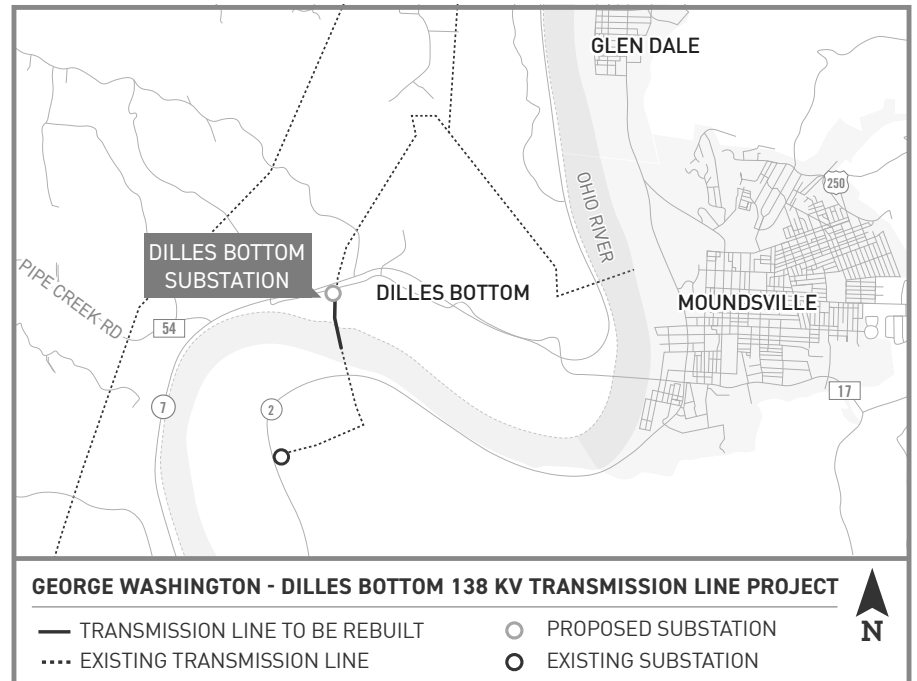 GLEN DALE
250
OHIO RIVER
DILLES BOTTOM
SUBSTATION
PIPE CREEK RD
DILLES BOTTOM
MOUNDSVILLE
54
17
7
2
GEORGE WASHINGTON - DILLES BOTTOM 138 KV TRANSMISSION LINE PROJECT
TRANSMISSION LINE TO BE REBUILT
PROPOSED SUBSTATION
EXISTING TRANSMISSION LINE
EXISTING SUBSTATION
N